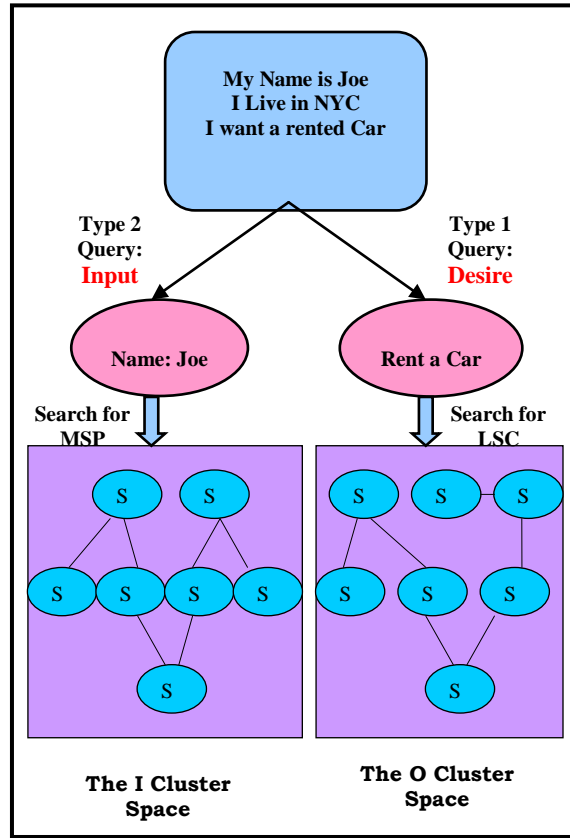 My Name is Joe
I Live in NYC
I want a rented Car
Type 2
Query:
Input
Type 1
Query:
Desire
Name: Joe
Rent a Car
Search for
MSP
Search for
LSC
S S
S S S S
S
S S S
S S S
S
The I Cluster
Space
The O Cluster
Space